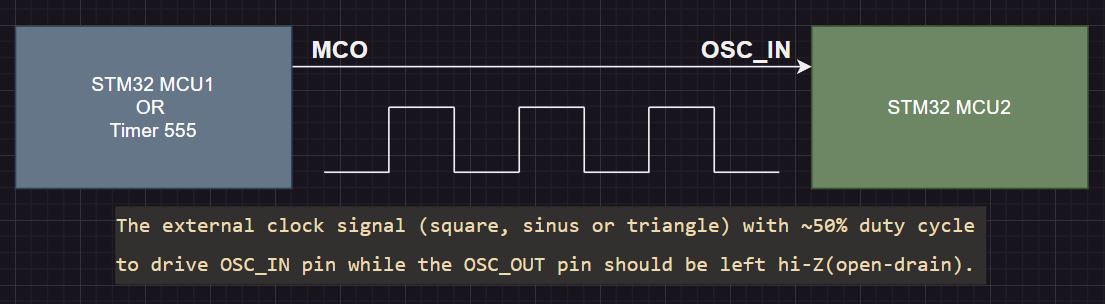 MCO
OSC_IN
STM32 MCU1
OR
Timer 555
STM32 MCU2
The external clock signal (square, sinus or triangle) with ~50% duty cycle
to drive OSC_IN pin while the OSC_OUT pin should be left hi-Z(open-drain).